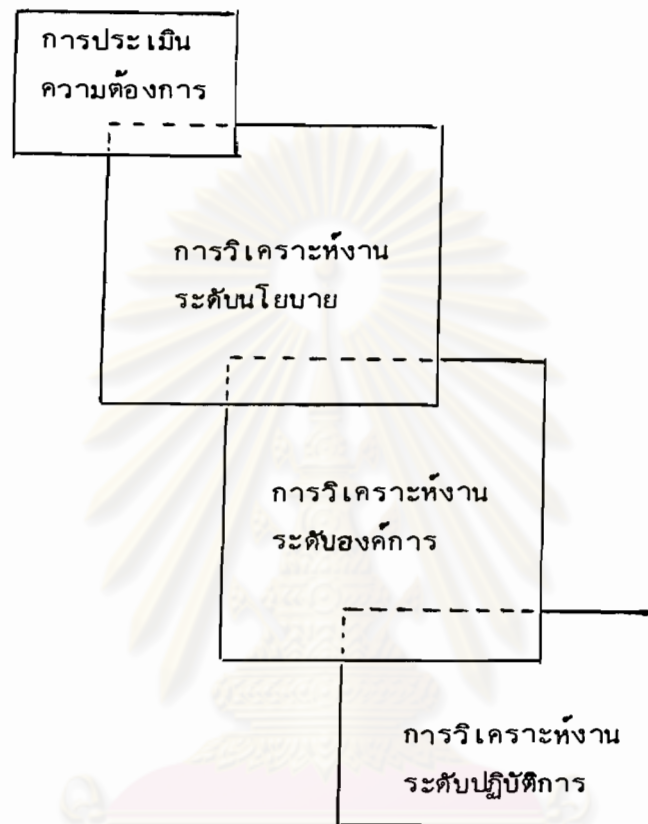 การประเมิน
ความต้องการ
การวิเคราะห์งาน
ระดับนโยบาย
การวิเคราะห์งาน
ระดับองค์การ
การวิเคราะห์งาน
ระดับปฏิบัติการ